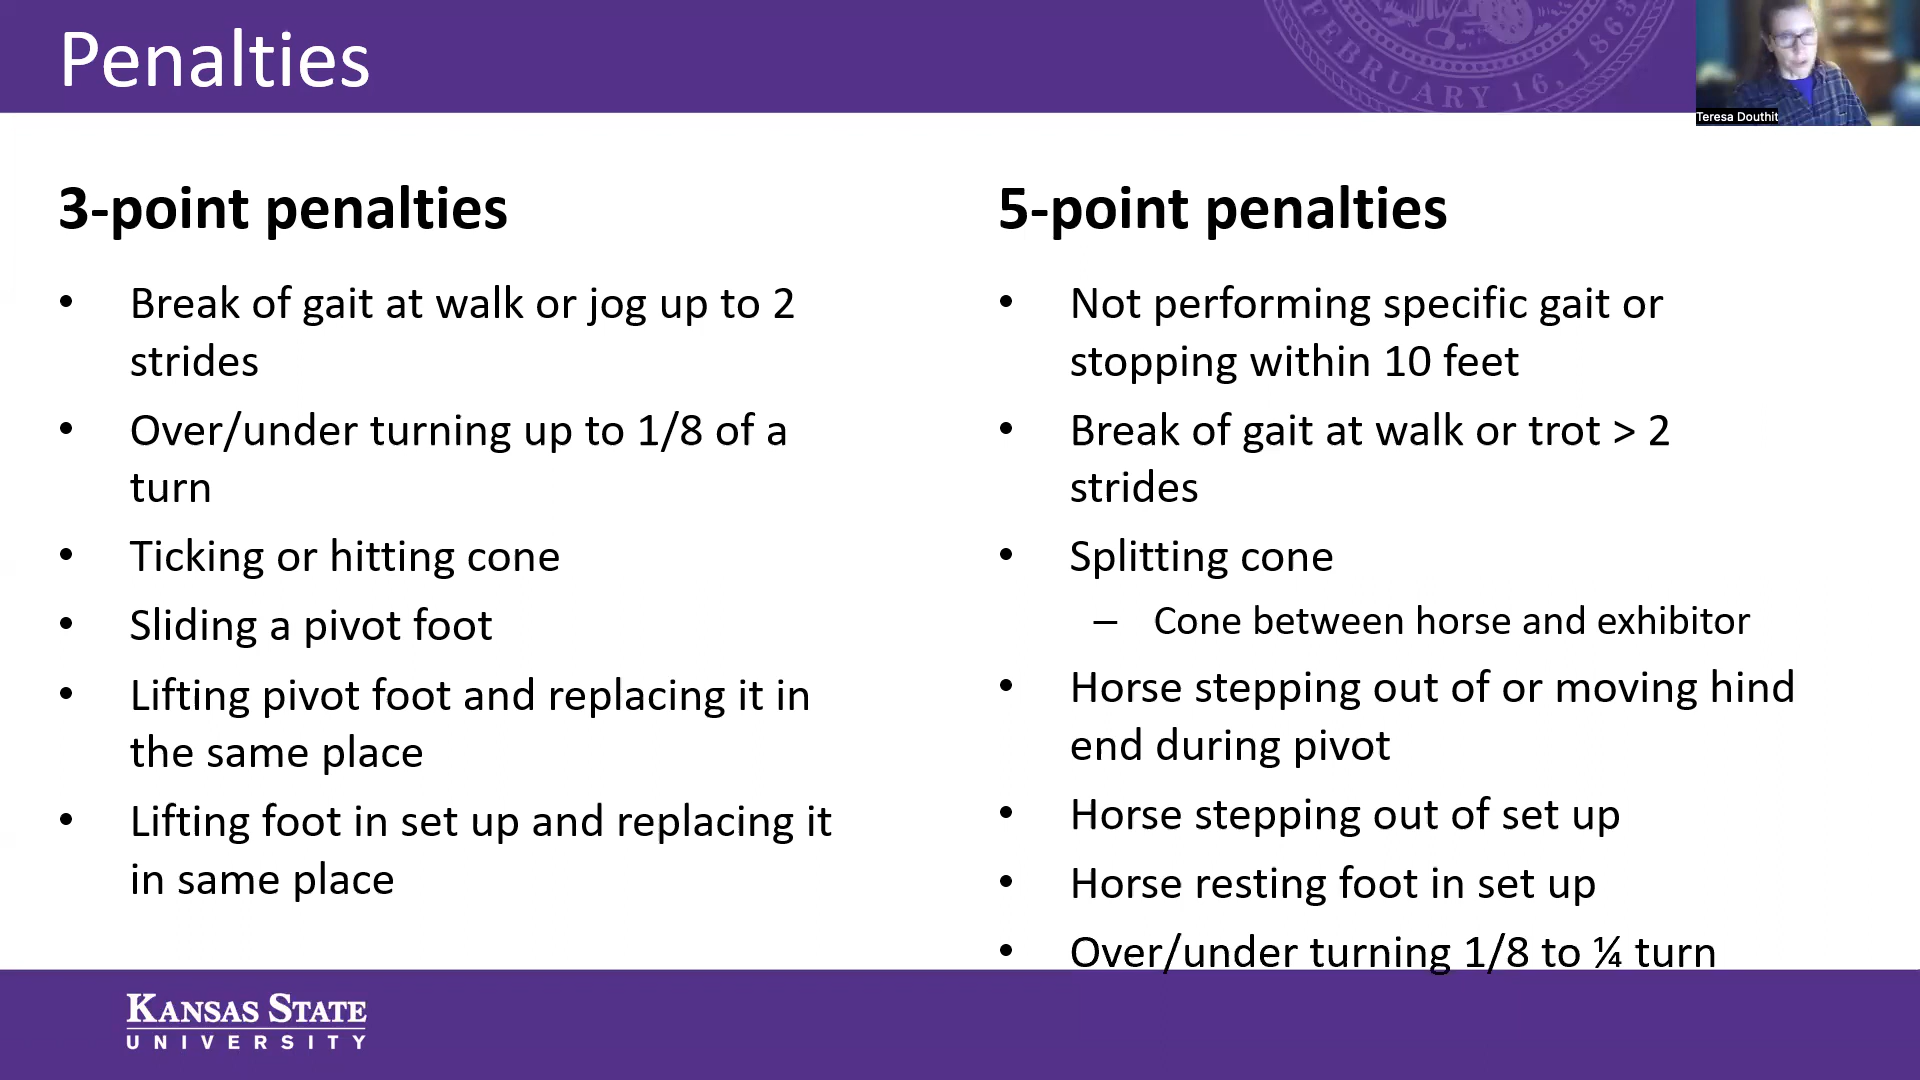 Penalties
FEBRUARY 16, 1863
Teresa Douthit
3-point penalties
• Break of gait at walk or jog up to 2
strides
• Over/under turning up to 1/8 of a
turn
• Ticking or hitting cone
• Sliding a pivot foot
• Lifting pivot foot and replacing it in
the same place
• Lifting foot in set up and replacing it
in same place
5-point penalties
• Not performing specific gait or
stopping within 10 feet
• Break of gait at walk or trot > 2
strides
• Splitting cone
– Cone between horse and exhibitor
• Horse stepping out of or moving hind
end during pivot
• Horse stepping out of set up
• Horse resting foot in set up
• Over/under turning 1/8 to ¼ turn
KANSAS STATE
UNIVERSITY